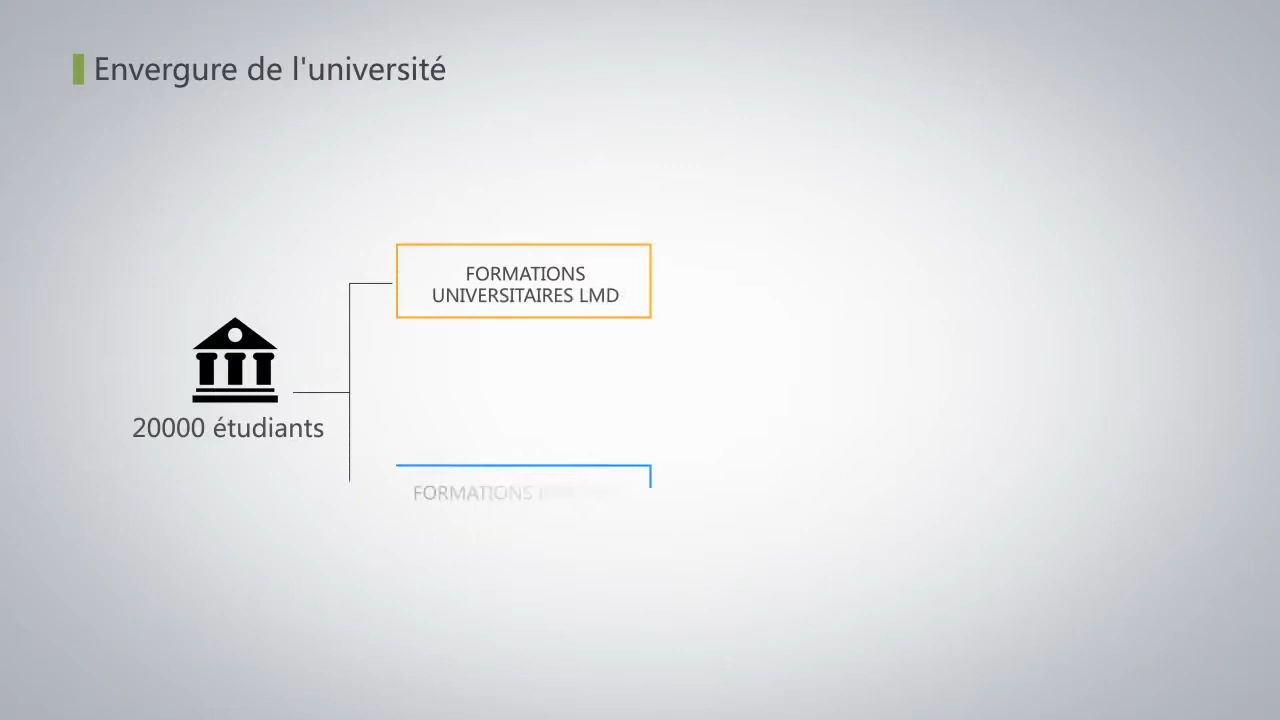 Envergure de l'université
FORMATIONS
UNIVERSITAIRES LMD
20000 étudiants
FORMATIONS